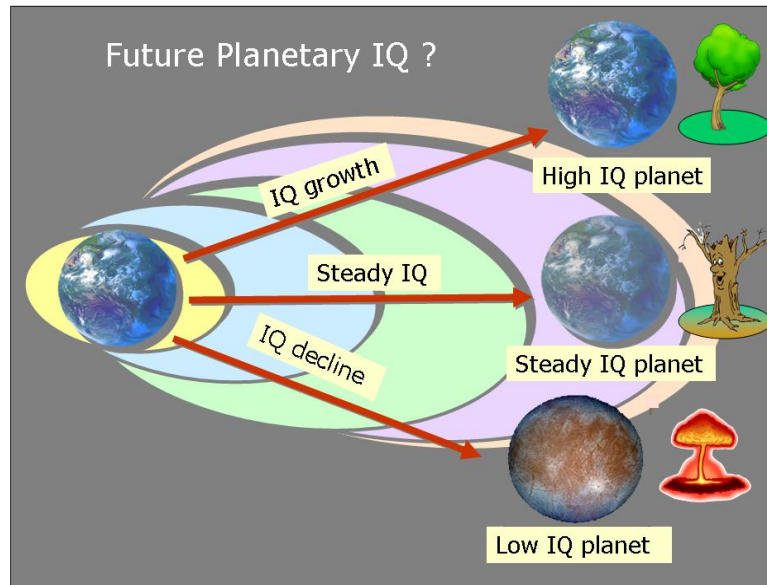 Future Planetary IQ ?
IQ growth
High IQ planet
Steady IQ
Steady IQ planet
IQ decline
Low IQ planet